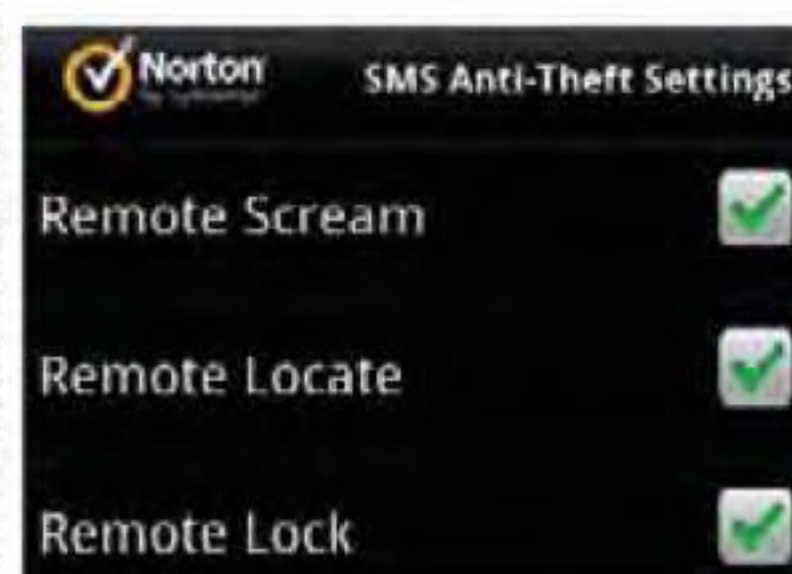 Norton
SMS Anti-Theft Settings
Remote Scream
Remote Locate
Remote Lock